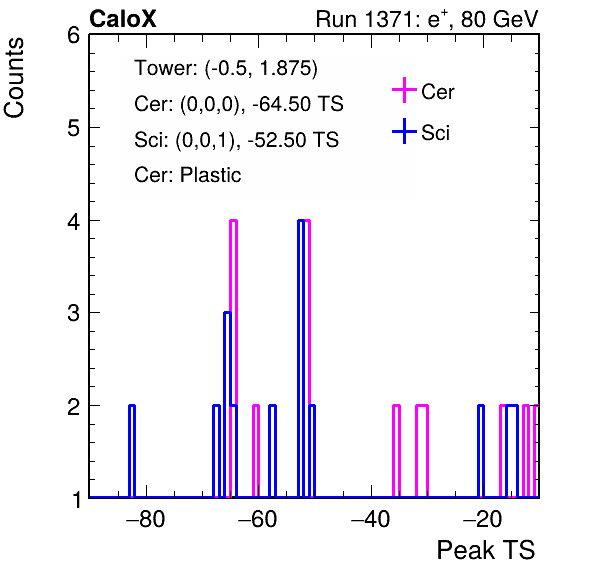 CaloX Run 1371: e⁺, 80 GeV
Counts
Tower: (-0.5, 1.875)
Cer: (0,0,0), -64.50 TS
Sci: (0,0,1), -52.50 TS
Cer: Plastic
Cer
Sci
6
5
4
3
2
1
−80 −60 −40 −20
Peak TS